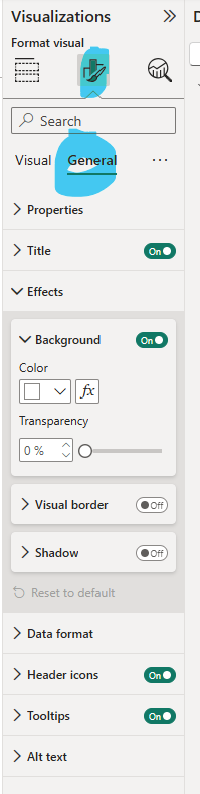 Visualizations
Format visual
Search
Visual General ...
Properties
Title On
Effects
Background On
Color
fx
Transparency
0 %
Visual border Off
Shadow Off
Reset to default
Data format
Header icons On
Tooltips On
Alt text